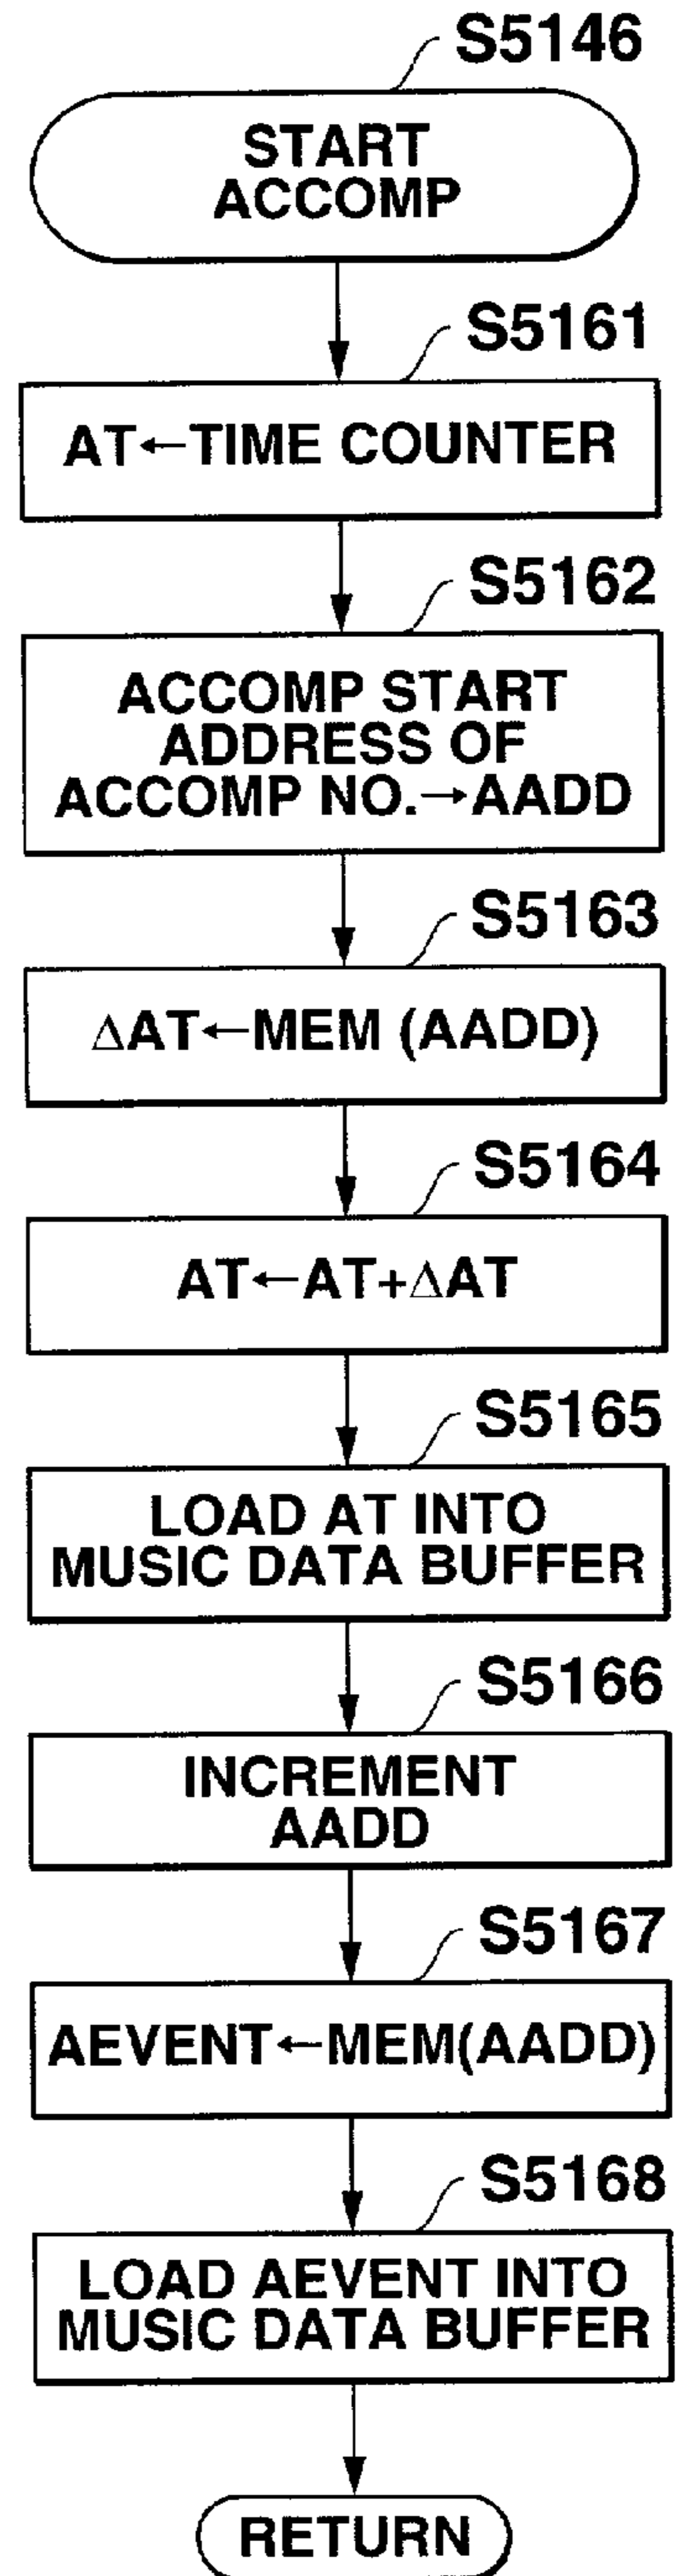 S5146
START
ACCOMP
S5161
AT←TIME COUNTER
S5162
ACCOMP START
ADDRESS OF
ACCOMP NO.→AADD
S5163
ΔAT←MEM (AADD)
S5164
AT←AT+ΔAT
S5165
LOAD AT INTO
MUSIC DATA BUFFER
S5166
INCREMENT
AADD
S5167
AEVENT←MEM(AADD)
S5168
LOAD AEVENT INTO
MUSIC DATA BUFFER
RETURN